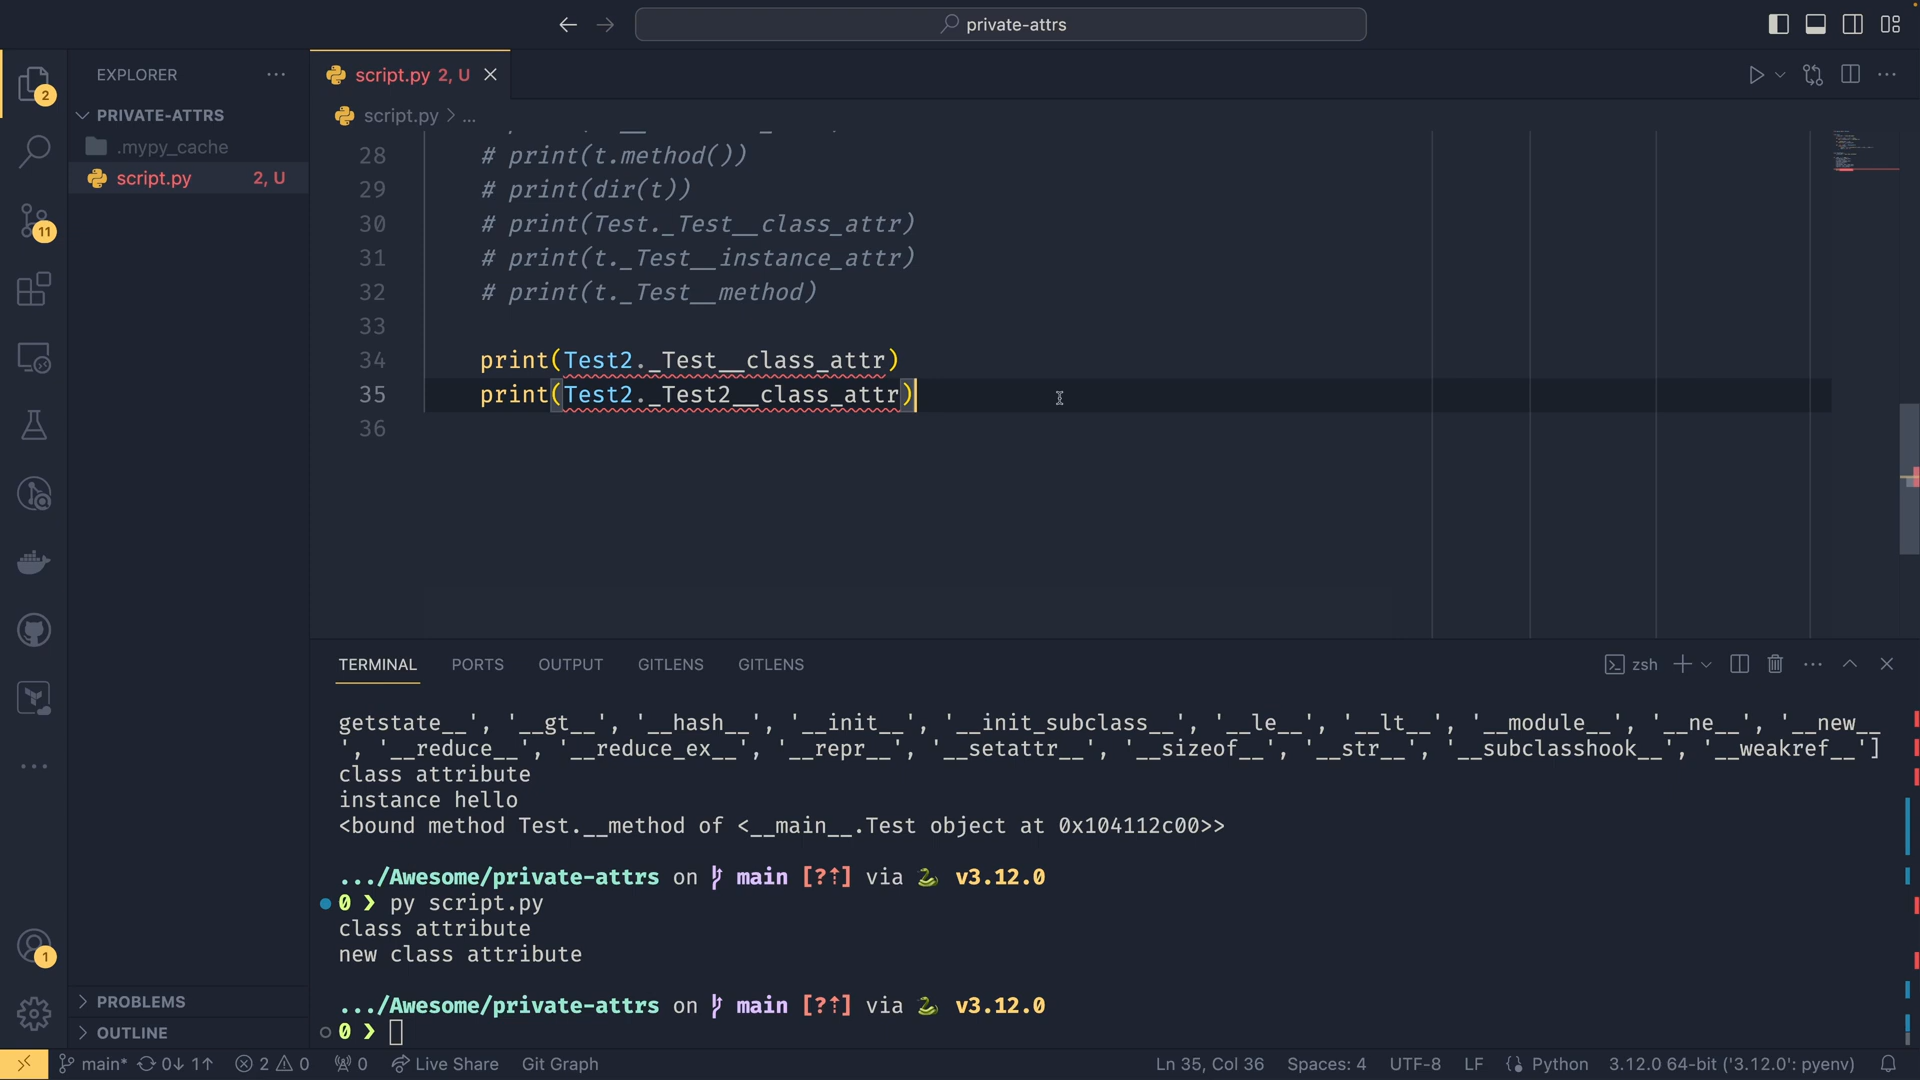 private-attrs
EXPLORER
script.py 2, U
2
PRIVATE-ATTRS
script.py
.mypy_cache
script.py 2, U
28 # print(t.method())
29 # print(dir(t))
30 # print(Test._Test__class_attr)
31 # print(t._Test__instance_attr)
32 # print(t._Test__method)
33
34 print(Test2._Test__class_attr)
35 print(Test2._Test2__class_attr)
36
11
TERMINAL PORTS OUTPUT GITLENS GITLENS zsh
getstate__', '__gt__', '__hash__', '__init__', '__init_subclass__', '__le__', '__lt__', '__module__', '__ne__', '__new__
', '__reduce__', '__reduce_ex__', '__repr__', '__setattr__', '__sizeof__', '__str__', '__subclasshook__', '__weakref__']
class attribute
instance hello
<bound method Test.__method of <__main__.Test object at 0x104112c00>>
.../Awesome/private-attrs on main [?⇡] via v3.12.0
0 ❯ py script.py
class attribute
new class attribute
.../Awesome/private-attrs on main [?⇡] via v3.12.0
0 ❯
1
PROBLEMS
OUTLINE
main* 0↓ 1↑ 2 0 0 Live Share Git Graph Ln 35, Col 36 Spaces: 4 UTF-8 LF Python 3.12.0 64-bit ('3.12.0': pyenv)